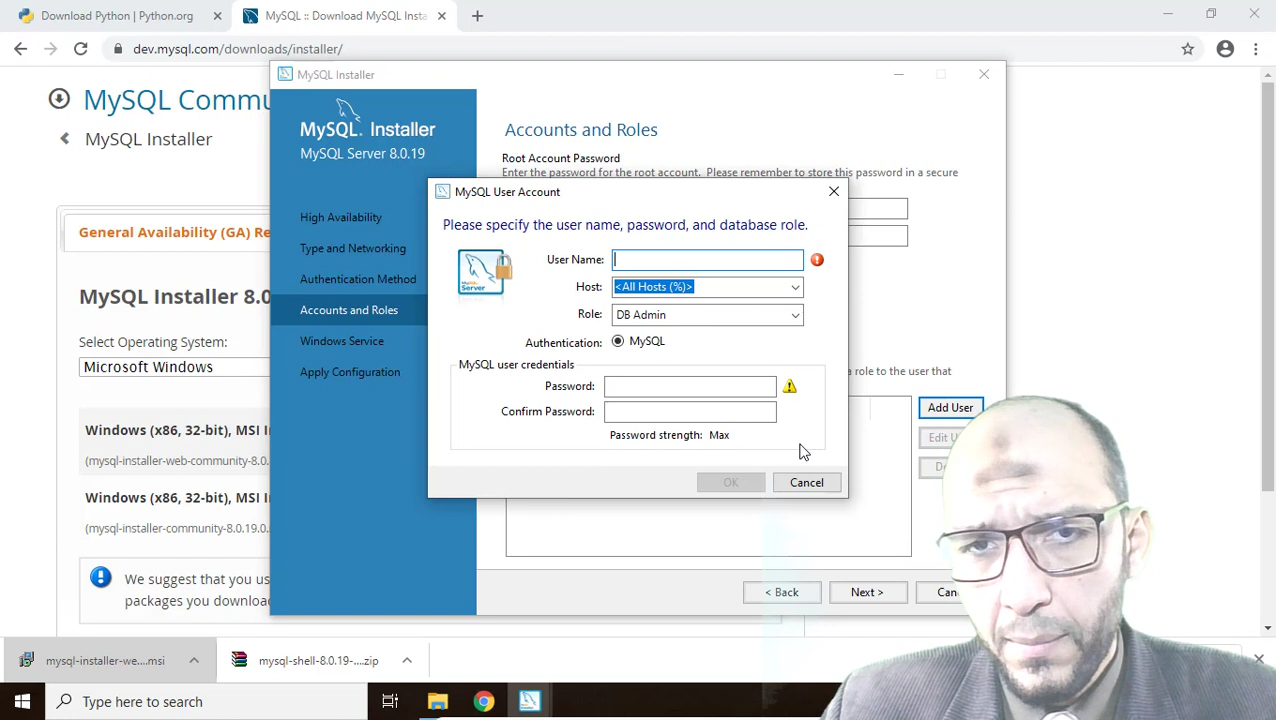 Download Python | Python.org
MySQL :: Download MySQL Insta
dev.mysql.com/downloads/installer/
MySQL Commu
MySQL Installer
General Availability (GA) Re
MySQL Installer 8.0
Select Operating System:
Microsoft Windows
Windows (x86, 32-bit), MSI I
(mysql-installer-web-community-8.0.
Windows (x86, 32-bit), MSI I
(mysql-installer-community-8.0.19.0.
We suggest that you us
packages you downloa
MySQL Installer
MySQL Installer
MySQL Server 8.0.19
High Availability
Type and Networking
Authentication Method
Accounts and Roles
Windows Service
Apply Configuration
Accounts and Roles
Root Account Password
Enter the password for the root account. Please remember to store this password in a secure
a role to the user that
Add User
Edit U
De
< Back
Next >
Can
MySQL User Account
Please specify the user name, password, and database role.
MySQL
Server
User Name:
Host:
<All Hosts (%)>
Role:
DB Admin
Authentication:
MySQL
MySQL user credentials
Password:
Confirm Password:
Password strength: Max
OK
Cancel
mysql-installer-we....msi
mysql-shell-8.0.19-....zip
Type here to search